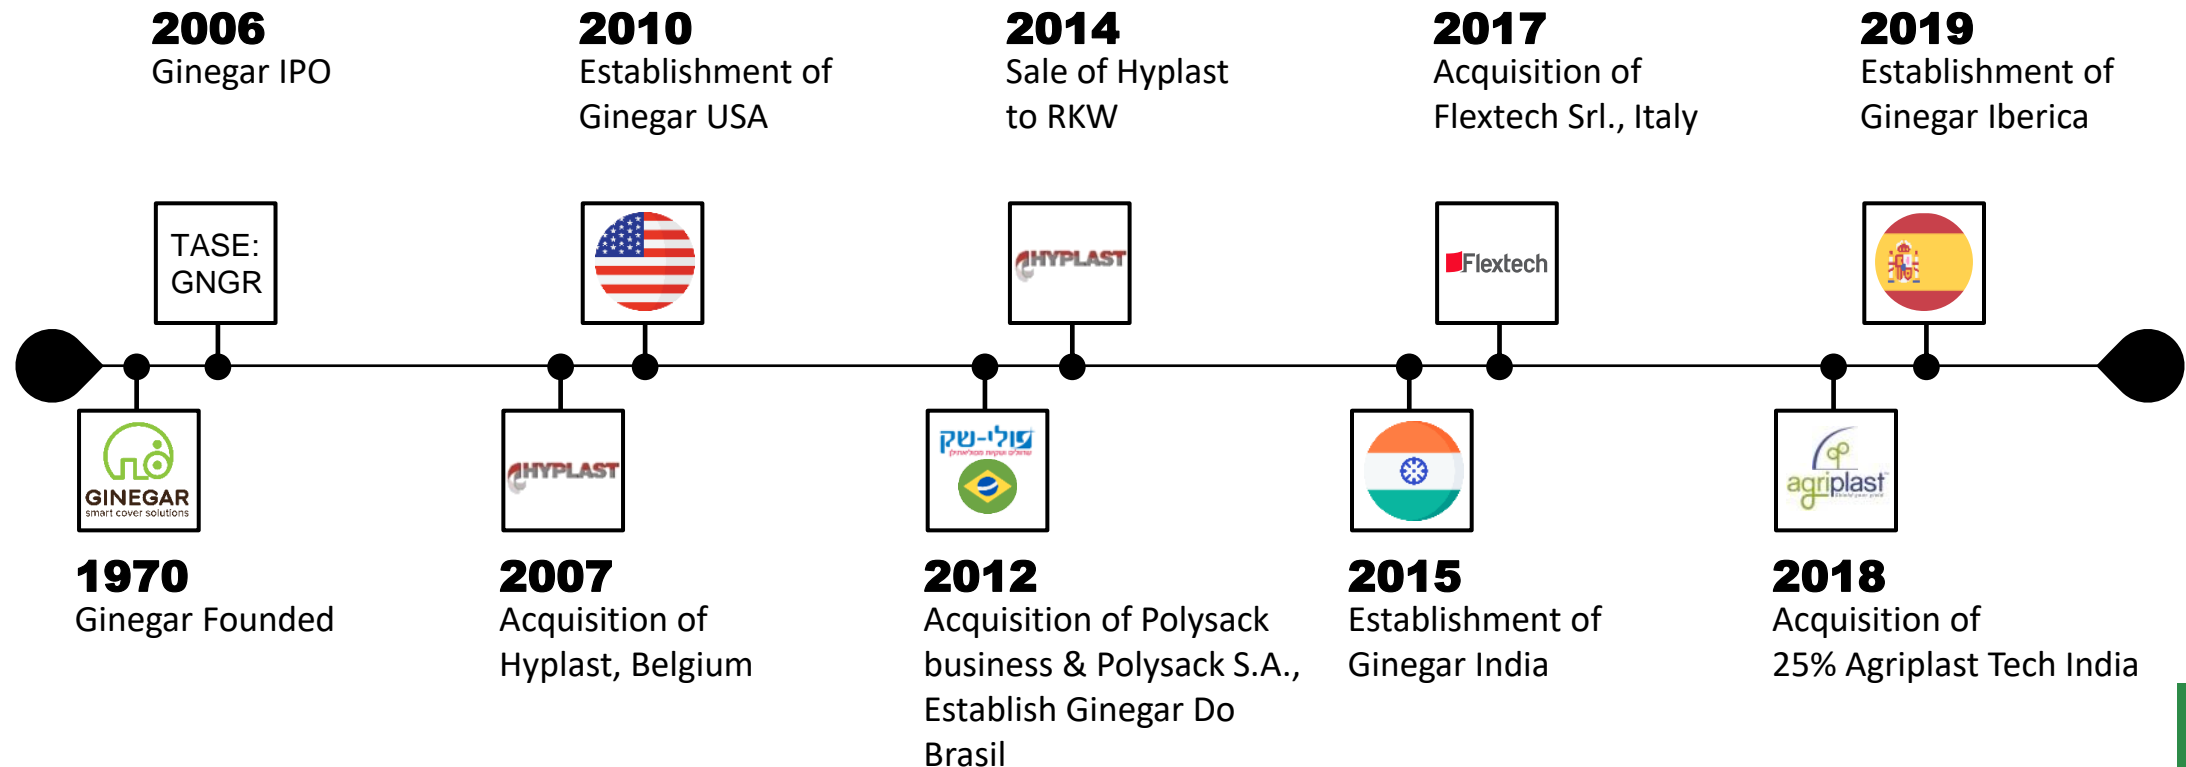 2006
Ginegar IPO
2010
Establishment of
Ginegar USA
2014
Sale of Hyplast
to RKW
2017
Acquisition of
Flextech Srl., Italy
2019
Establishment of
Ginegar Iberica
TASE:
GNGR
HYPLAST
Flextech
GINEGAR
smart cover solutions
HYPLAST
פולי-שק
שרוולים ושקיות מפוליאתילן
agriplast
1970
Ginegar Founded
2007
Acquisition of
Hyplast, Belgium
2012
Acquisition of Polysack
business & Polysack S.A.,
Establish Ginegar Do
Brasil
2015
Establishment of
Ginegar India
2018
Acquisition of
25% Agriplast Tech India